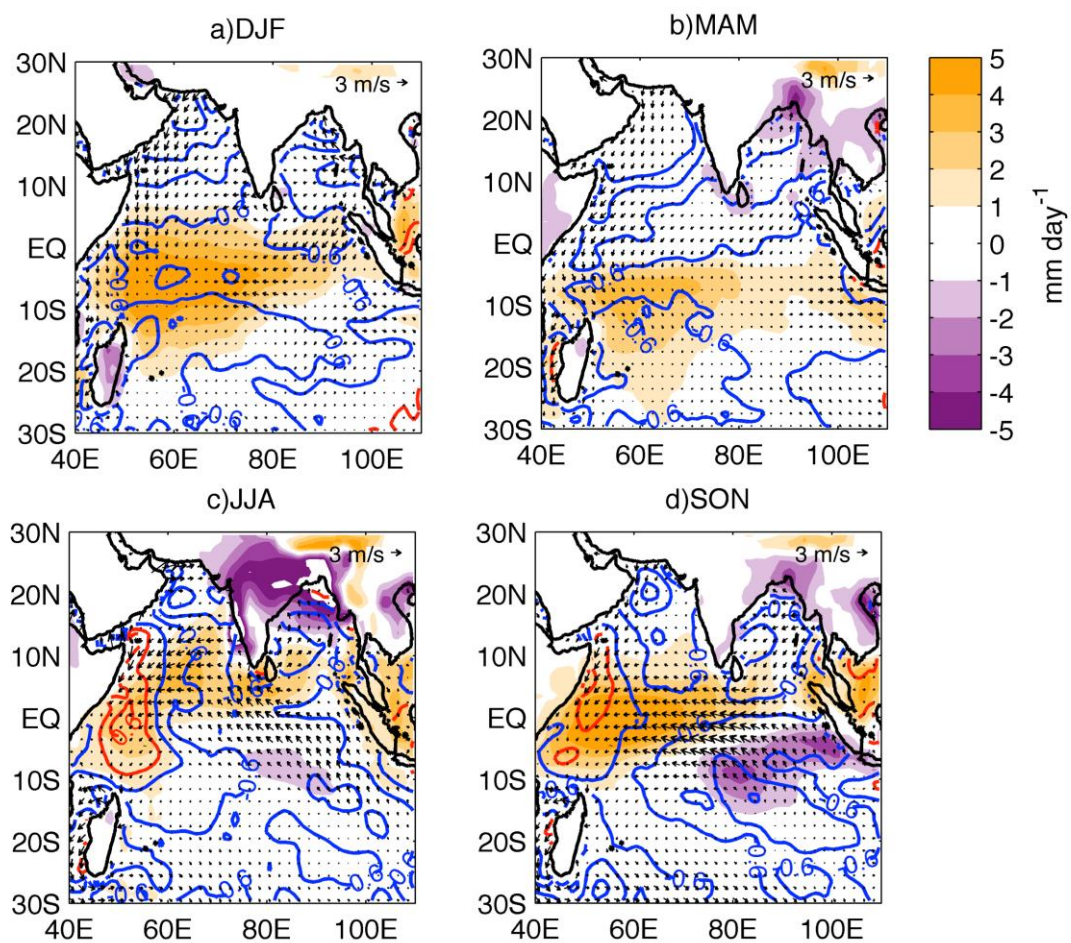 a)DJF
b)MAM
30N
20N
10N
EQ
10S
20S
30S
40E 60E 80E 100E
3 m/s
30N
20N
10N
EQ
10S
20S
30S
40E 60E 80E 100E
3 m/s
5
4
3
2
1
0
-1
-2
-3
-4
-5
mm day-1
c)JJA
d)SON
30N
20N
10N
EQ
10S
20S
30S
40E 60E 80E 100E
3 m/s
30N
20N
10N
EQ
10S
20S
30S
40E 60E 80E 100E
3 m/s